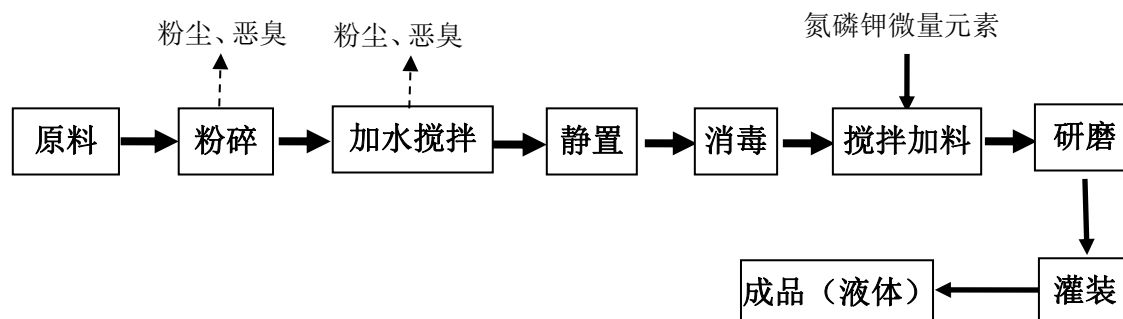 粉尘、恶臭
粉尘、恶臭
氮磷钾微量元素
原料
粉碎
加水搅拌
静置
消毒
搅拌加料
研磨
成品（液体）
灌装